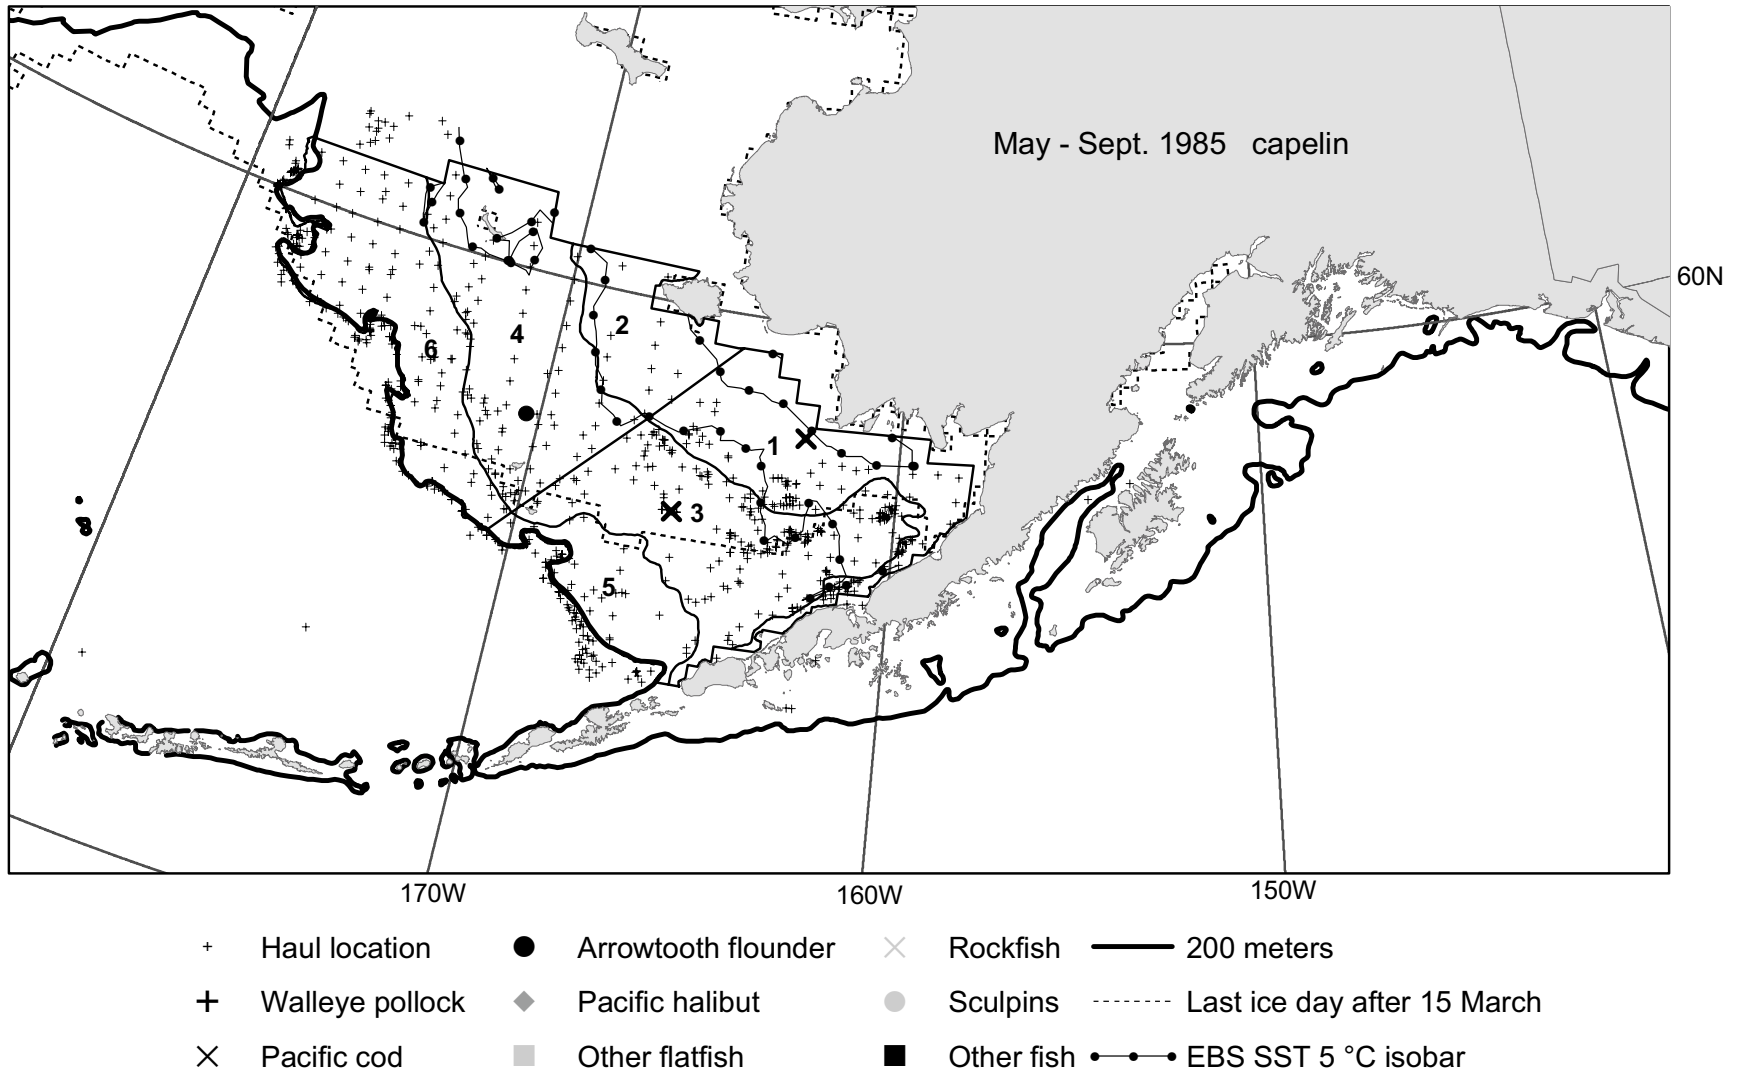 May - Sept. 1985 capelin
60N
2
4
6
1
3
5
170W
160W
150W
Haul location
Arrowtooth flounder
Rockfish
200 meters
Walleye pollock
Pacific halibut
Sculpins
Last ice day after 15 March
Pacific cod
Other flatfish
Other fish
EBS SST 5 °C isobar